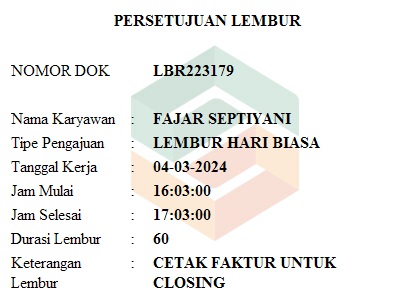 PERSETUJUAN LEMBUR
NOMOR DOK LBR223179
Nama Karyawan : FAJAR SEPTIYANI
Tipe Pengajuan : LEMBUR HARI BIASA
Tanggal Kerja : 04-03-2024
Jam Mulai : 16:03:00
Jam Selesai : 17:03:00
Durasi Lembur : 60
Keterangan : CETAK FAKTUR UNTUK
Lembur CLOSING